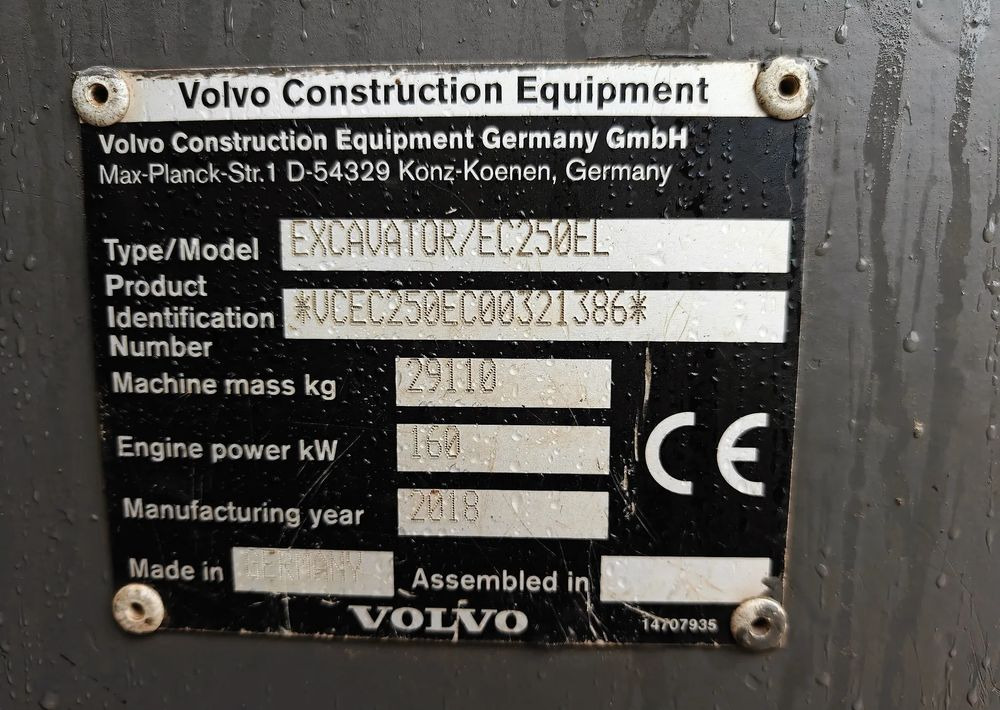 Volvo Construction Equipment
Volvo Construction Equipment Germany GmbH
Max-Planck-Str.1 D-54329 Konz-Koenen, Germany
Type/Model EXCAVATOR/EC250EL
Product
Identification *VCEC250EC00321386*
Number
Machine mass kg 29110
Engine power kW 160
CE
Manufacturing year 2018
Made in GERMANY Assembled in
VOLVO 14707935